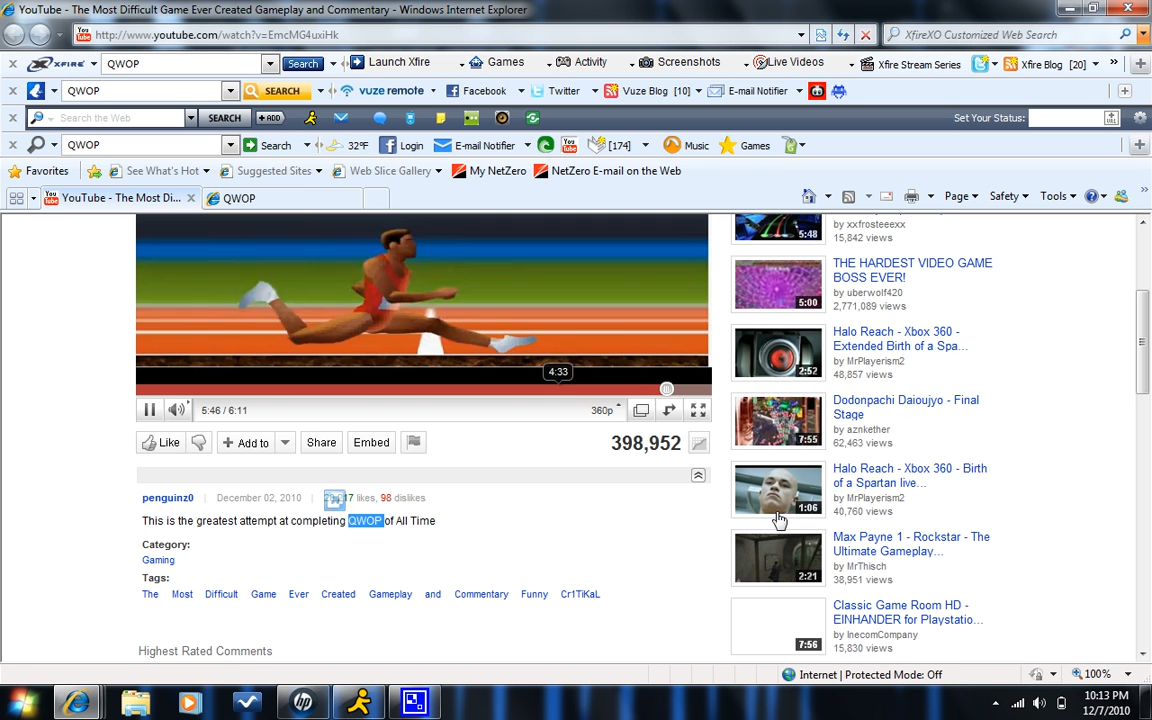 YouTube - The Most Difficult Game Ever Created Gameplay and Commentary - Windows Internet Explorer
http://www.youtube.com/watch?v=EmcMG4uxiHk
XfireXO Customized Web Search
XFIRE QWOP Search Launch Xfire Games Activity Screenshots Live Videos Xfire Stream Series Xfire Blog [20]
QWOP SEARCH vuze remote Facebook Twitter Vuze Blog [10] E-mail Notifier
Search the Web SEARCH +ADD Set Your Status: URL
QWOP Search 32°F Login E-mail Notifier [174] Music Games
Favorites See What's Hot Suggested Sites Web Slice Gallery My NetZero NetZero E-mail on the Web
YouTube - The Most Di... QWOP Page Safety Tools
5:48
by xxfrosteeexx
15,842 views
5:00
THE HARDEST VIDEO GAME
BOSS EVER!
by uberwolf420
2,771,089 views
2:52
Halo Reach - Xbox 360 -
Extended Birth of a Spa...
by MrPlayerism2
48,857 views
7:55
Dodonpachi Daioujyo - Final
Stage
by aznkether
62,463 views
1:06
Halo Reach - Xbox 360 - Birth
of a Spartan live...
by MrPlayerism2
40,760 views
2:21
Max Payne 1 - Rockstar - The
Ultimate Gameplay...
by MrThisch
38,951 views
7:56
Classic Game Room HD -
EINHANDER for Playstatio...
by InecomCompany
15,830 views
4:33
5:46 / 6:11 360p
Like Add to Share Embed 398,952
penguinz0 December 02, 2010 likes, 98 dislikes
This is the greatest attempt at completing QWOP of All Time
Category:
Gaming
Tags:
The Most Difficult Game Ever Created Gameplay and Commentary Funny Cr1TiKaL
Highest Rated Comments
Internet | Protected Mode: Off 100%
hp
10:13 PM
12/7/2010